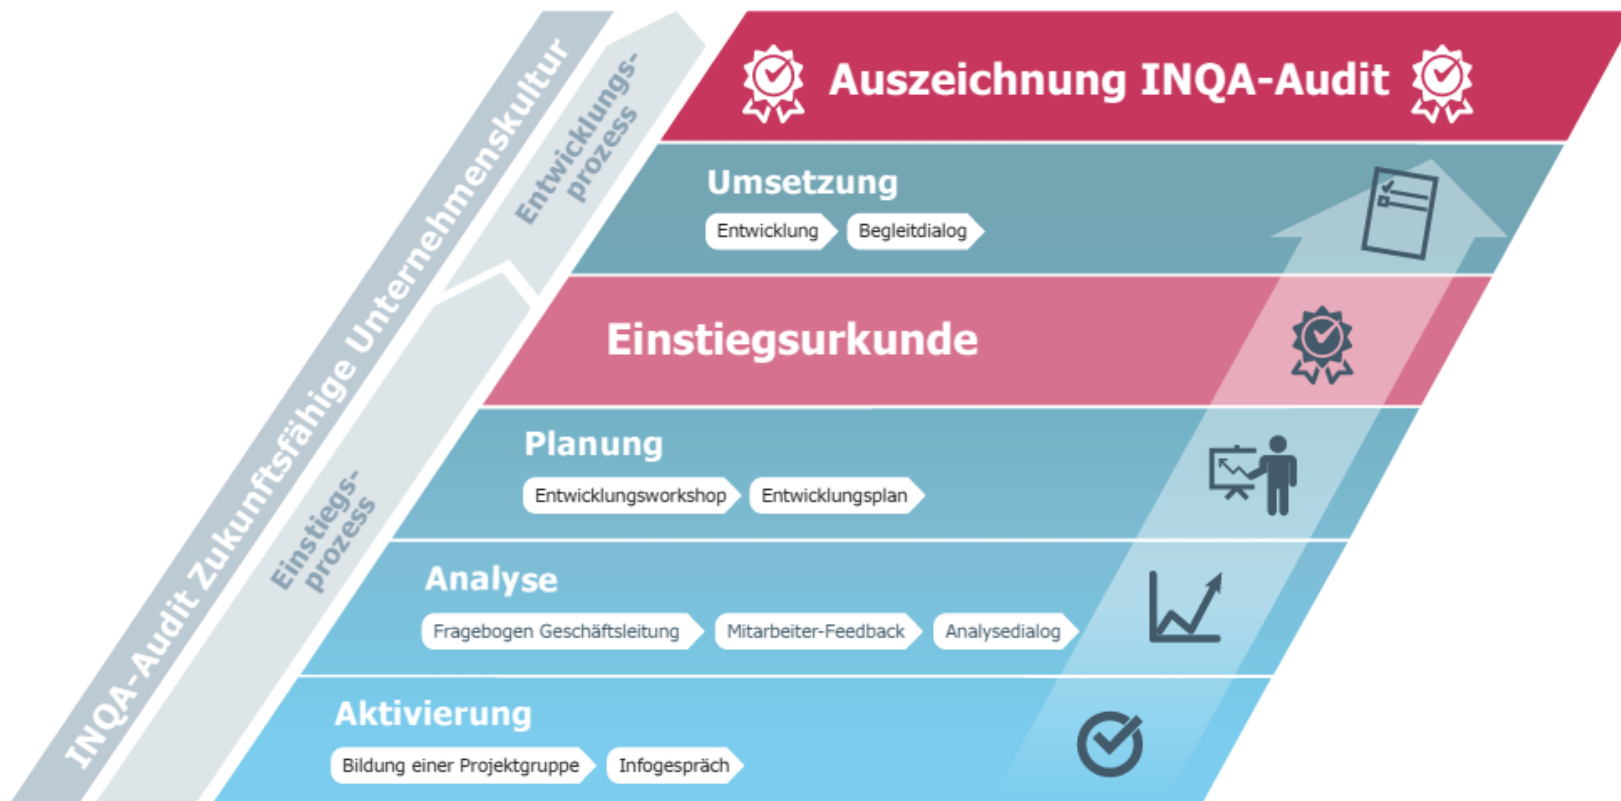 INQA-Audit Zukunftsfähige Unternehmenskultur
Entwicklungs-
prozess
Einstiegs-
prozess
Auszeichnung INQA-Audit
Umsetzung
Entwicklung Begleitdialog
Einstiegsurkunde
Planung
Entwicklungsworkshop Entwicklungsplan
Analyse
Fragebogen Geschäftsleitung Mitarbeiter-Feedback Analysedialog
Aktivierung
Bildung einer Projektgruppe Infogespräch